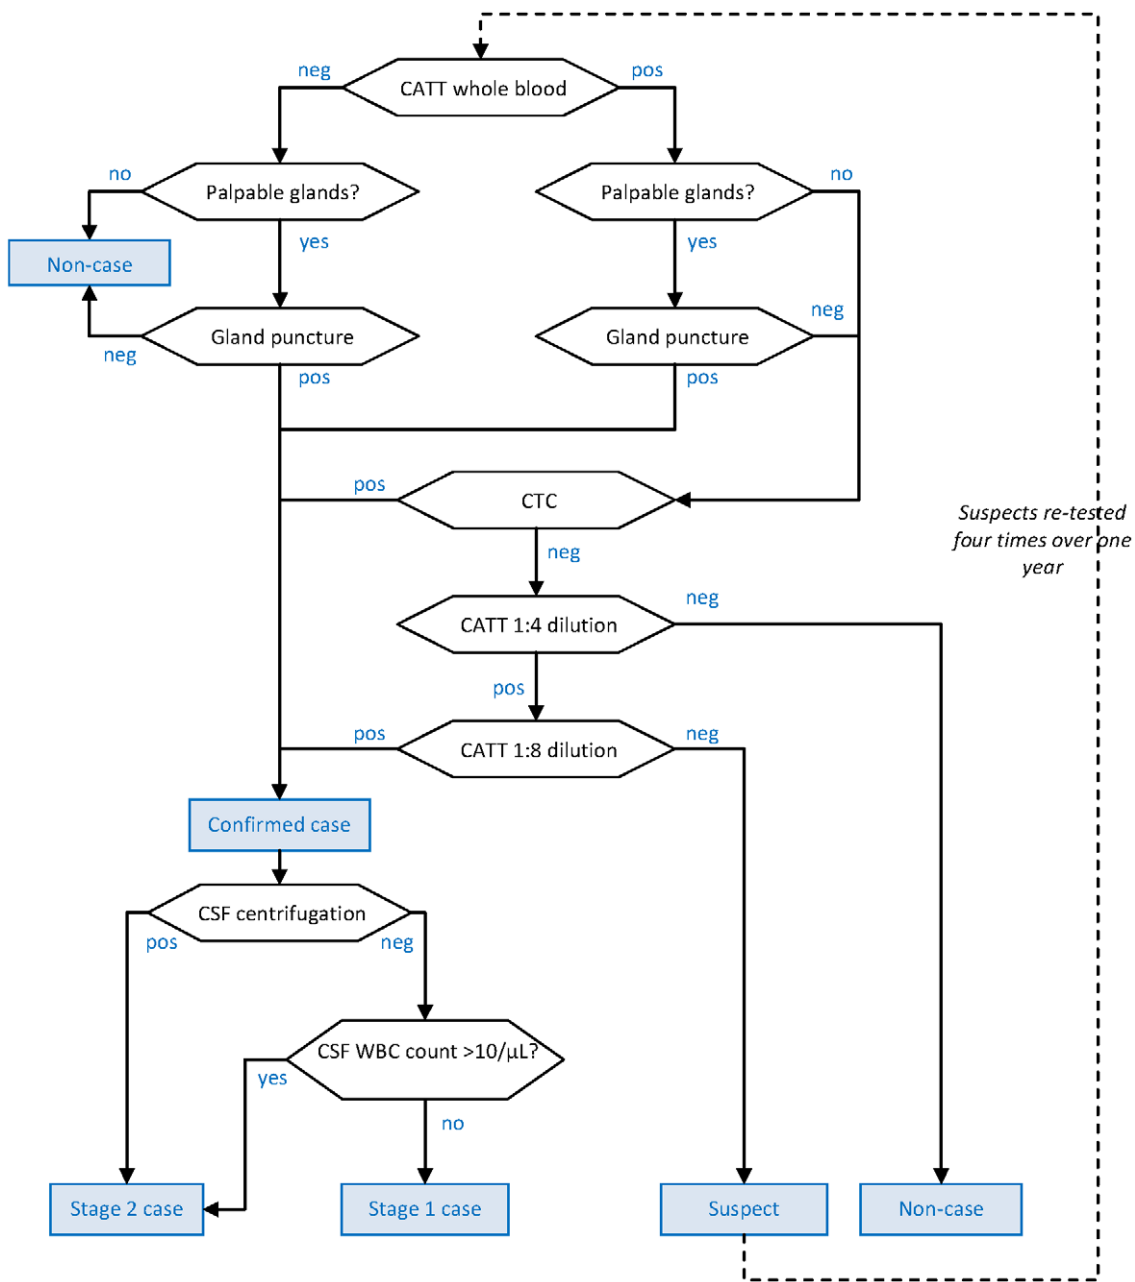 neg
pos
CATT whole blood
no
Palpable glands?
Palpable glands?
no
yes
yes
Non-case
neg
Gland puncture
Gland puncture
neg
pos
pos
pos
CTC
Suspects re-tested
four times over one
year
neg
neg
CATT 1:4 dilution
pos
pos
neg
CATT 1:8 dilution
Confirmed case
CSF centrifugation
pos
neg
CSF WBC count >10/µL?
yes
no
Stage 2 case
Stage 1 case
Suspect
Non-case